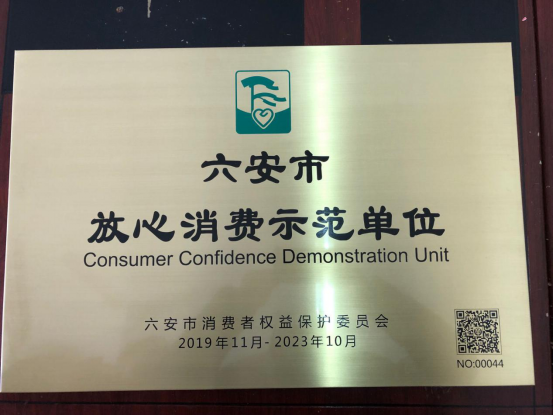 六安市
放心消费示范单位
Consumer Confidence Demonstration Unit
六安市消费者权益保护委员会
2019年11月-2023年10月
NO:00044